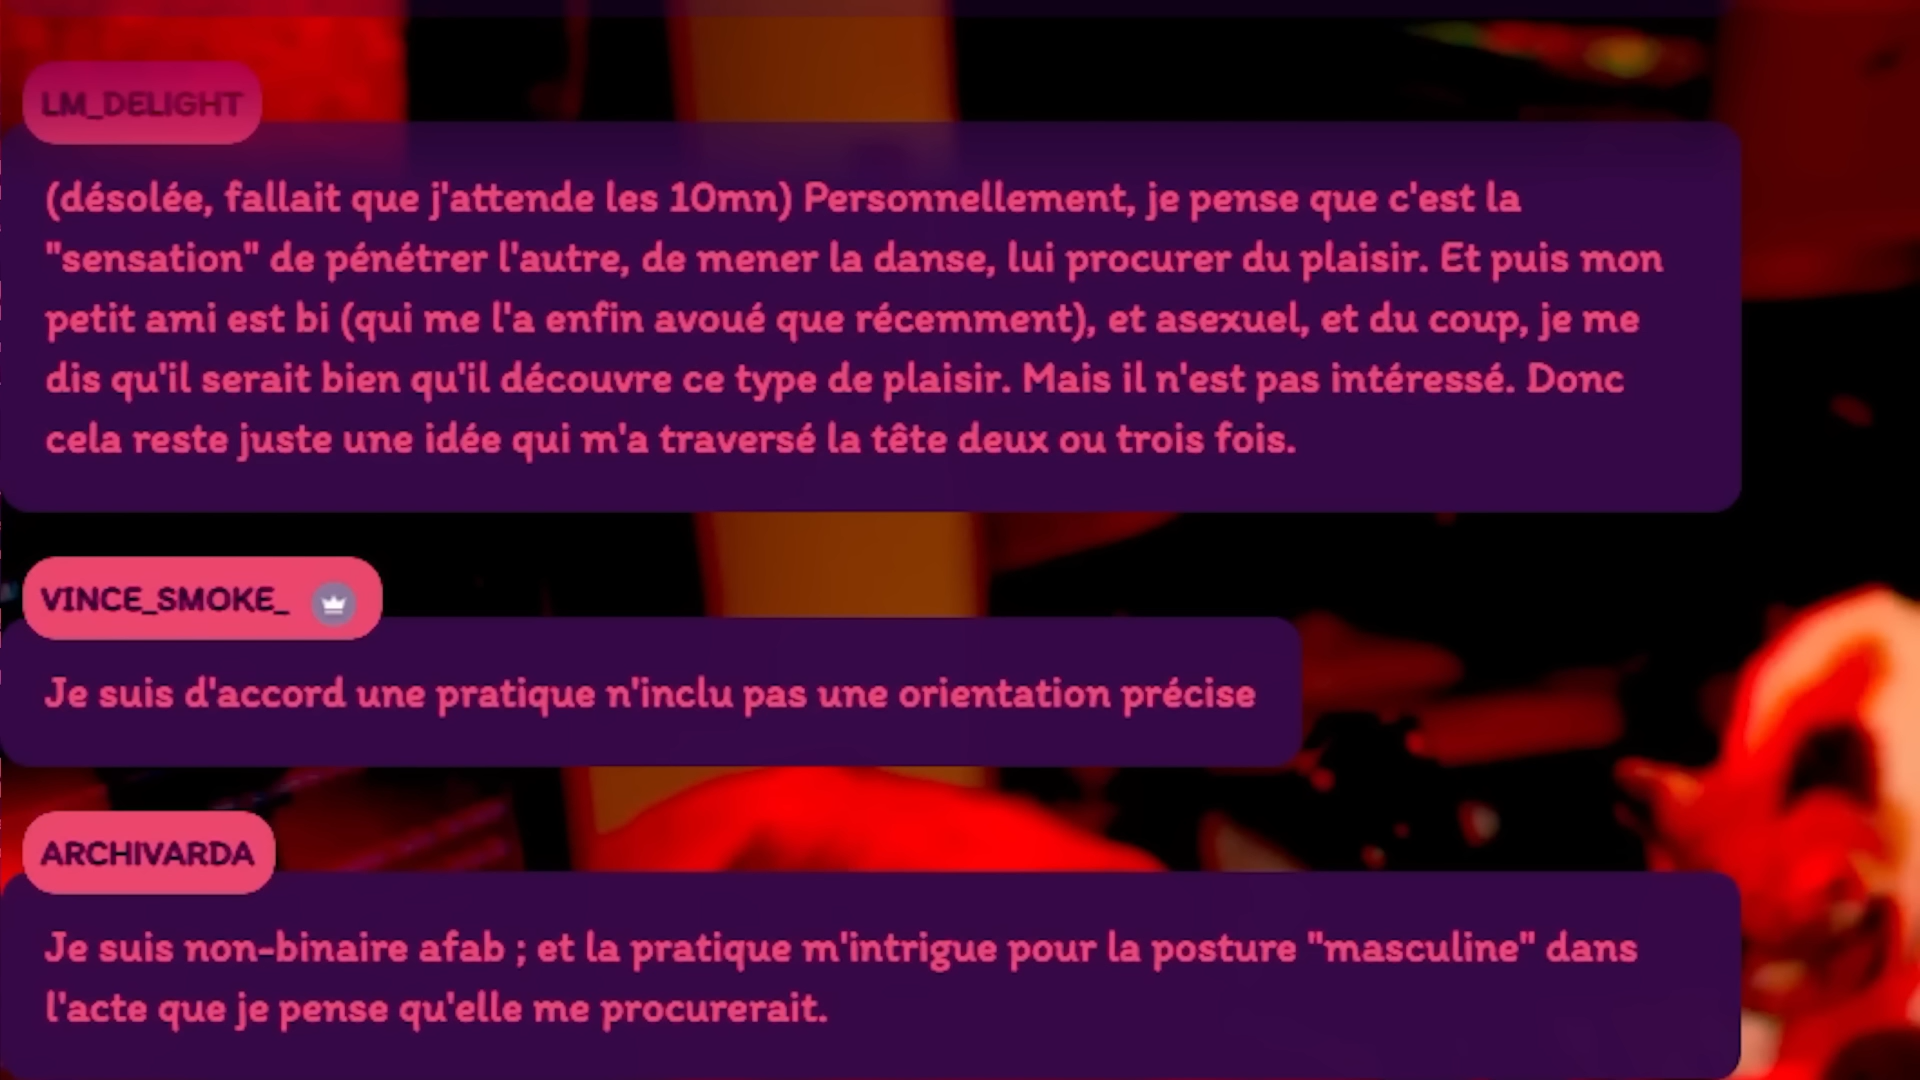 LM_DELIGHT
(désolée, fallait que j'attende les 10mn) Personnellement, je pense que c'est la
"sensation" de pénétrer l'autre, de mener la danse, lui procurer du plaisir. Et puis mon
petit ami est bi (qui me l'a enfin avoué que récemment), et asexuel, et du coup, je me
dis qu'il serait bien qu'il découvre ce type de plaisir. Mais il n'est pas intéressé. Donc
cela reste juste une idée qui m'a traversé la tête deux ou trois fois.
VINCE_SMOKE_
Je suis d'accord une pratique n'inclu pas une orientation précise
ARCHIVARDA
Je suis non-binaire afab ; et la pratique m'intrigue pour la posture "masculine" dans
l'acte que je pense qu'elle me procurerait.